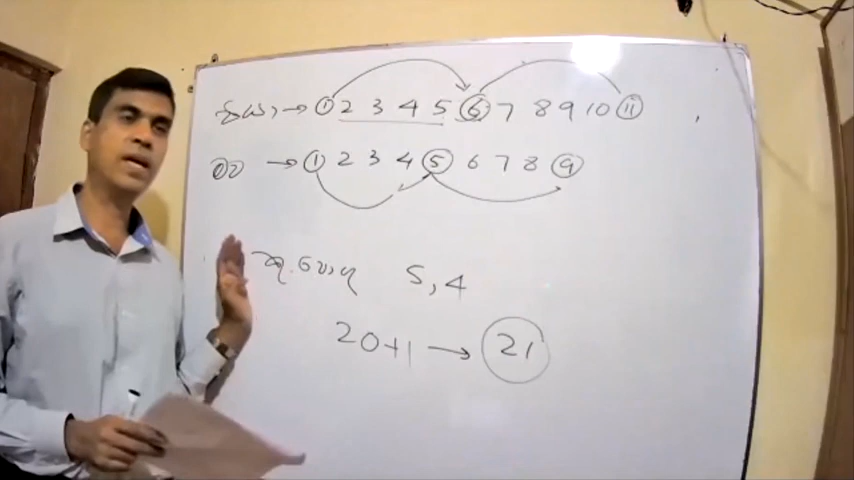 → ① 2 3 4 5 ⑥ 7 8 9 10 ⑪
→ ① 2 3 4 ⑤ 6 7 8 ⑨
5, 4
20+1 → 21